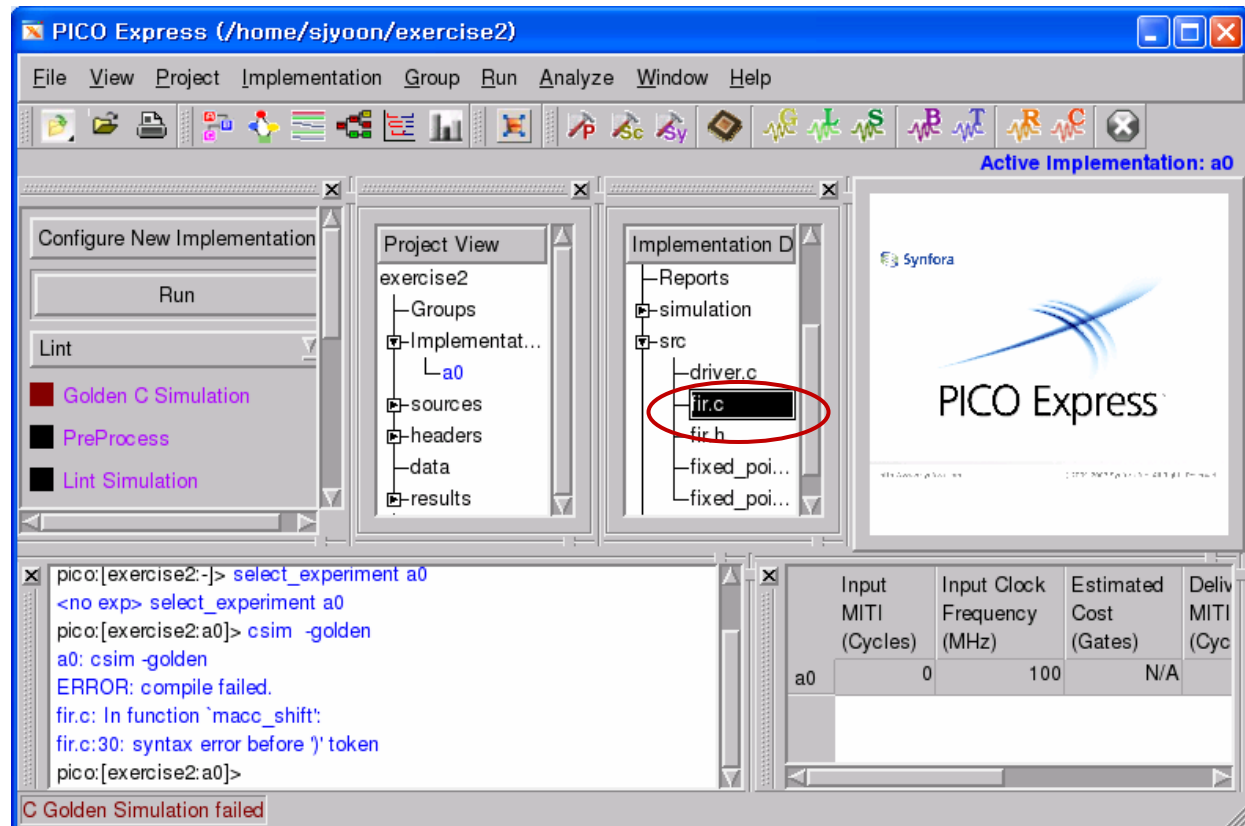 PICO Express (/home/sjyoon/exercise2)
File View Project Implementation Group Run Analyze Window Help
P Sc Sy G L S B T R C
Active Implementation: a0
Configure New Implementation
Run
Lint
Golden C Simulation
PreProcess
Lint Simulation
Project View
exercise2
Groups
Implementat...
a0
sources
headers
data
results
Implementation D
Reports
simulation
src
driver.c
fir.c
fir.h
fixed_poi...
fixed_poi...
Synfora
PICO Express
pico:[exercise2:-]> select_experiment a0
<no exp> select_experiment a0
pico:[exercise2:a0]> csim -golden
a0: csim -golden
ERROR: compile failed.
fir.c: In function `macc_shift':
fir.c:30: syntax error before ')' token
pico:[exercise2:a0]>
Input Input Clock Estimated Deliv
MITI Frequency Cost MITI
(Cycles) (MHz) (Gates) (Cyc
a0 0 100 N/A
C Golden Simulation failed